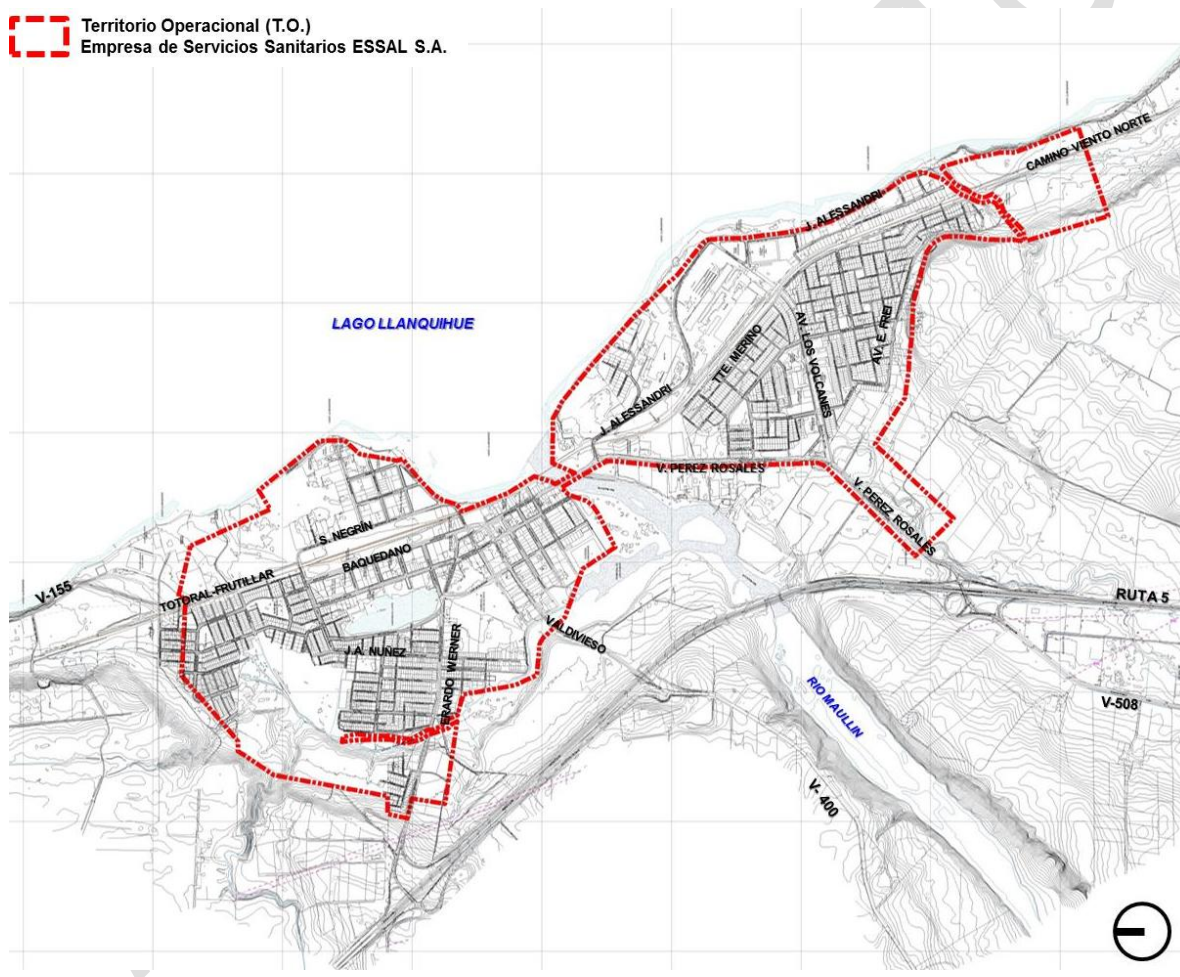 Territorio Operacional (T.O.)
Empresa de Servicios Sanitarios ESSAL S.A.
CAMINO VIENTO NORTE
J. ALESSANDRI
LAGO LLANQUIHUE
AV. LOS VOLCANES
AV. E. FREI
TTE. MERINO
J. ALESSANDRI
V. PEREZ ROSALES
V. PEREZ ROSALES
S. NEGRÍN
BAQUEDANO
TOTORAL-FRUTILLAR
V-155
RUTA 5
VALDIVIESO
J.A. NUÑEZ
ERARDO WERNER
RIO MAULLIN
V-508
V- 400